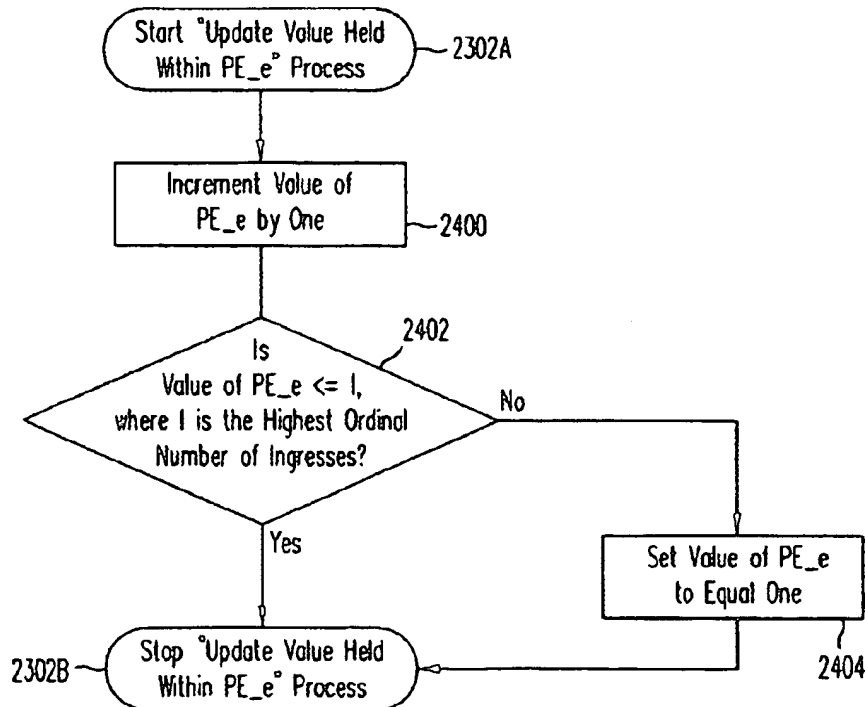 Start "Update Value Held
Within PE_e" Process
2302A
Increment Value of
PE_e by One
2400
2402
Is
Value of PE_e <= I,
where I is the Highest Ordinal
Number of Ingresses?
No
Yes
Set Value of PE_e
to Equal One
2404
2302B
Stop "Update Value Held
Within PE_e" Process